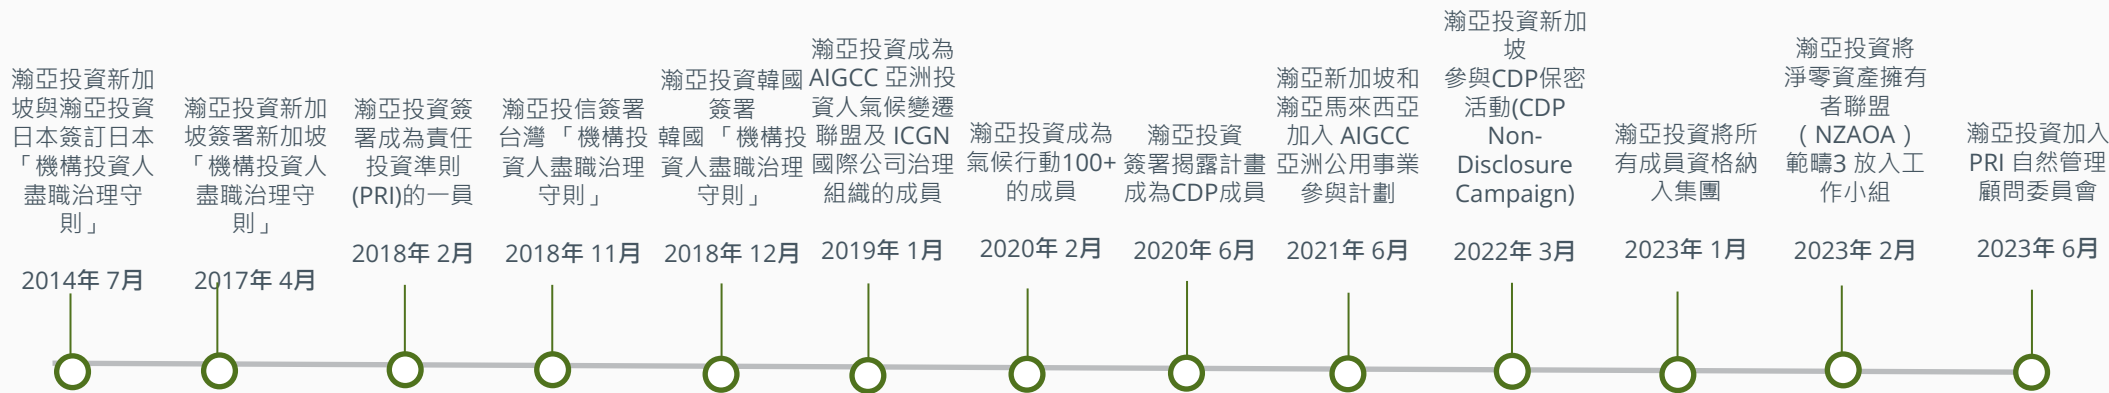 瀚亞投資新加
坡與瀚亞投資
日本簽訂日本
「機構投資人
盡職治理守
則」
2014年 7月
瀚亞投資新加
坡簽署新加坡
「機構投資人
盡職治理守
則」
2017年 4月
瀚亞投資簽
署成為責任
投資準則
(PRI)的一員
2018年 2月
瀚亞投信簽署
台灣 「機構投
資人盡職治理
守則」
2018年 11月
瀚亞投資韓國
簽署
韓國 「機構投
資人盡職治理
守則」
2018年 12月
瀚亞投資成為
AIGCC 亞洲投
資人氣候變遷
聯盟及 ICGN
國際公司治理
組織的成員
2019年 1月
瀚亞投資成為
氣候行動100+
的成員
2020年 2月
瀚亞投資
簽署揭露計畫
成為CDP成員
2020年 6月
瀚亞新加坡和
瀚亞馬來西亞
加入 AIGCC
亞洲公用事業
參與計劃
2021年 6月
瀚亞投資新加
坡
參與CDP保密
活動(CDP
Non-
Disclosure
Campaign)
2022年 3月
瀚亞投資將所
有成員資格納
入集團
2023年 1月
瀚亞投資將
淨零資產擁有
者聯盟
( NZAOA )
範疇3 放入工
作小組
2023年 2月
瀚亞投資加入
PRI 自然管理
顧問委員會
2023年 6月